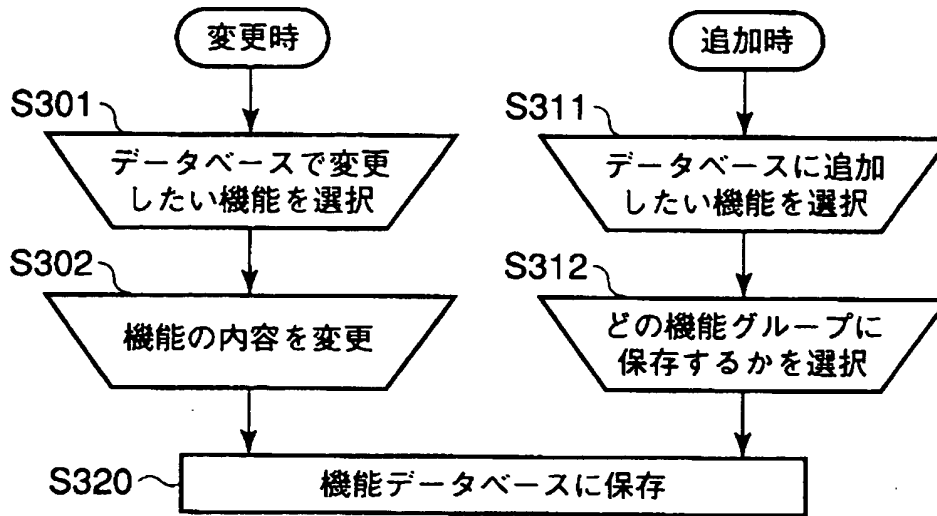 変更時
S301
データベースで変更
したい機能を選択
S302
機能の内容を変更
追加時
S311
データベースに追加
したい機能を選択
S312
どの機能グループに
保存するかを選択
S320
機能データベースに保存